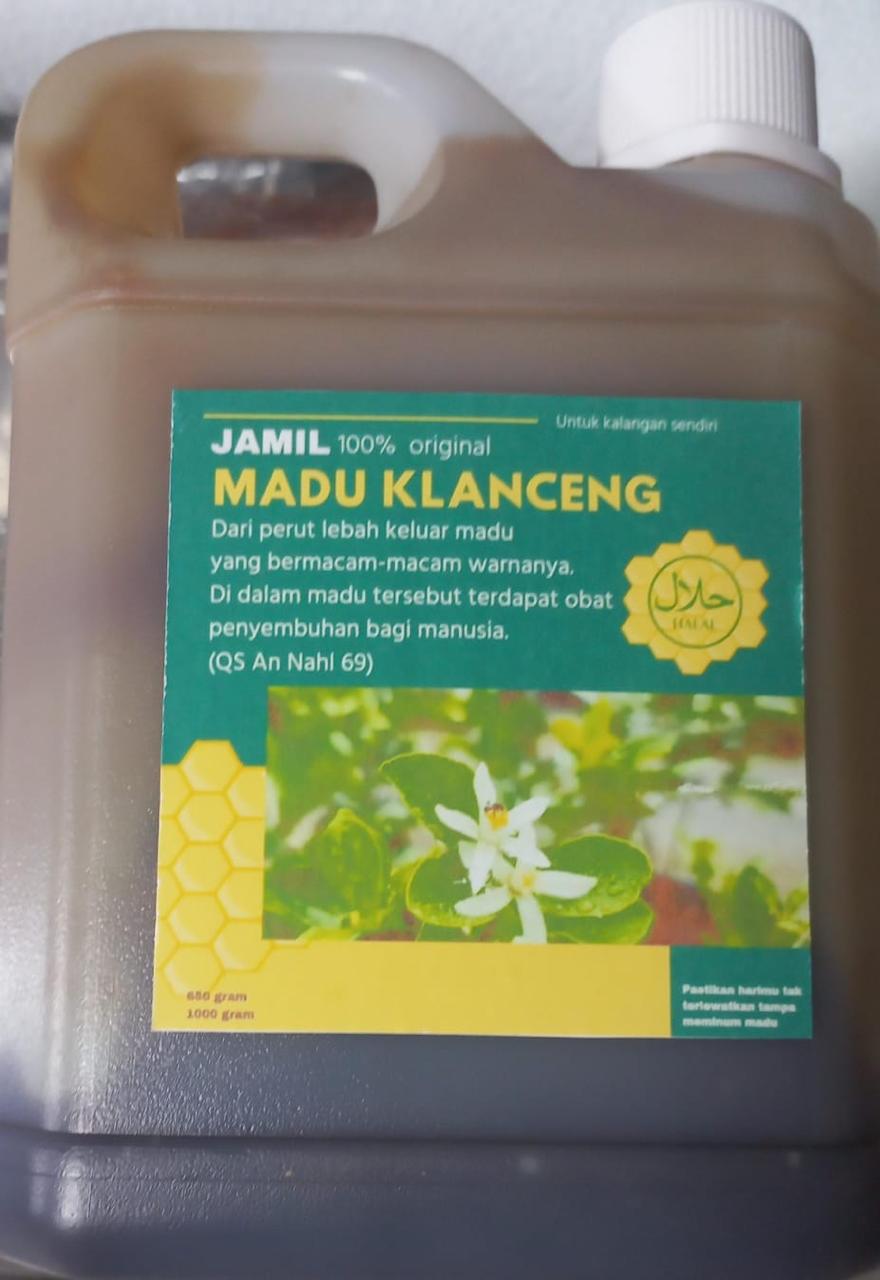 Untuk kalangan sendiri
JAMIL 100% original
MADU KLANCENG
Dari perut lebah keluar madu
yang bermacam-macam warnanya.
Di dalam madu tersebut terdapat obat
penyembuhan bagi manusia.
(QS An Nahl 69)
حلال
HALAL
650 gram
1000 gram
Pastikan harimu tak
terlewatkan tampa
meminum madu